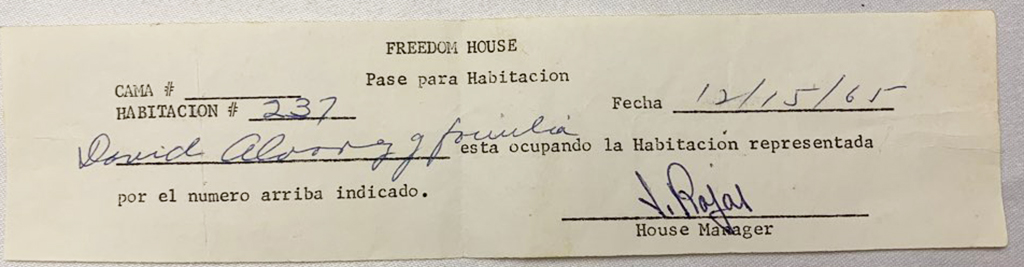 FREEDOM HOUSE
Pase para Habitacion
CAMA #
HABITACION # 237
Fecha 12/15/65
David Alvarez y familia esta ocupando la Habitación representada
por el numero arriba indicado.
J. Rojas
House Manager